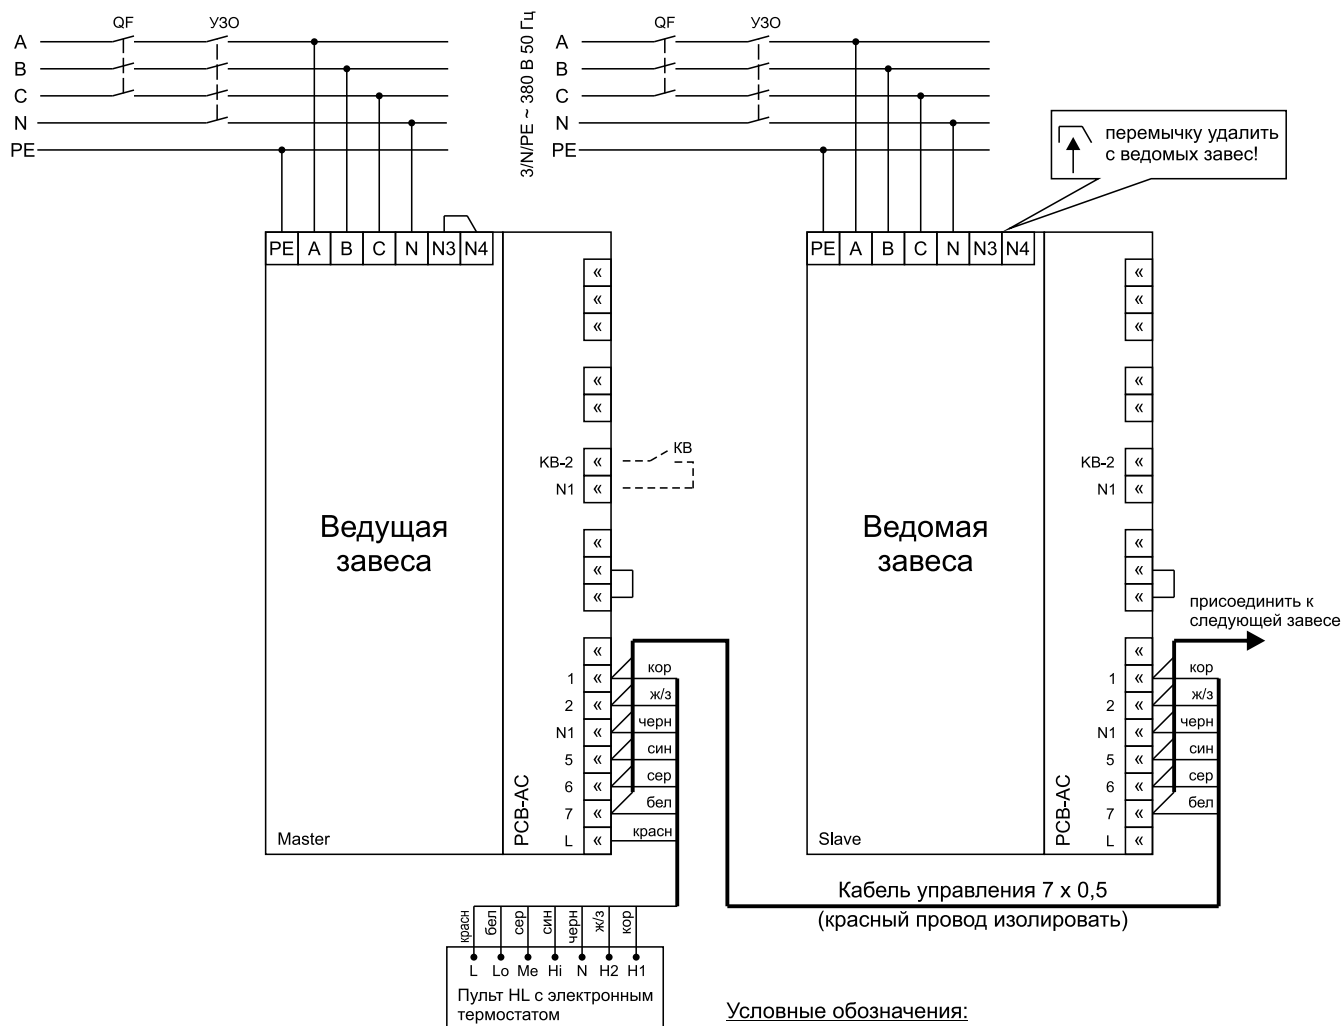 QF УЗО
A
B
C
N
PE
3/N/PE ~ 380 В 50 Гц
QF УЗО
A
B
C
N
PE
перемычку удалить
с ведомых завес!
PE A B C N N3 N4
PE A B C N N3 N4
«
«
«
«
«
KB-2 « КВ
N1 «
«
«
«
«
1 « кор
2 « ж/з
N1 « черн
5 « син
6 « сер
7 « бел
L « красн
Ведущая
завеса
Master
PCB-AC
«
«
«
«
«
KB-2 «
N1 «
«
«
«
«
1 « кор
2 « ж/з
N1 « черн
5 « син
6 « сер
7 « бел
L «
Ведомая
завеса
Slave
PCB-AC
присоединить к
следующей завесе
Кабель управления 7 х 0,5
(красный провод изолировать)
красн бел сер син черн ж/з кор
L Lo Me Hi N H2 H1
Пульт HL с электронным
термостатом
Условные обозначения: